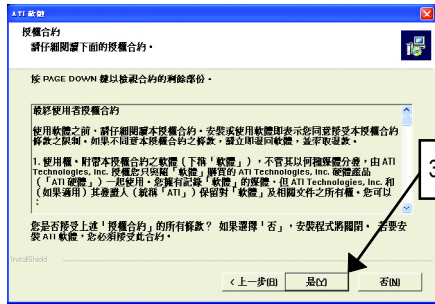 ATI 軟體
授權合約
請仔細閱讀下面的授權合約。
按 PAGE DOWN 鍵以檢視合約的剩餘部份。
最終使用者授權合約
使用軟體之前，請仔細閱讀本授權合約。安裝或使用軟體即表示您同意接受本授權合約
條款之限制。如果不同意本授權合約之條款，請立即退回軟體，並索取退款。
1. 使用權。附帶本授權合約之軟體（下稱「軟體」），不管其以何種媒體分發，由 ATI
Technologies, Inc. 授權您只與隨「軟體」購買的 ATI Technologies, Inc. 硬體產品
（「ATI 硬體」）一起使用。您擁有記錄「軟體」的媒體，但 ATI Technologies, Inc. 和
（如果適用）其發證人（統稱「ATI」）保留對「軟體」及相關文件之所有權。您可以
:
您是否接受上述「授權合約」的所有條款？ 如果選擇「否」，安裝程式將關閉。 若要安
裝 ATI 軟體，您必須接受此合約。
InstallShield
< 上一步(B)
是(Y)
否(N)
3